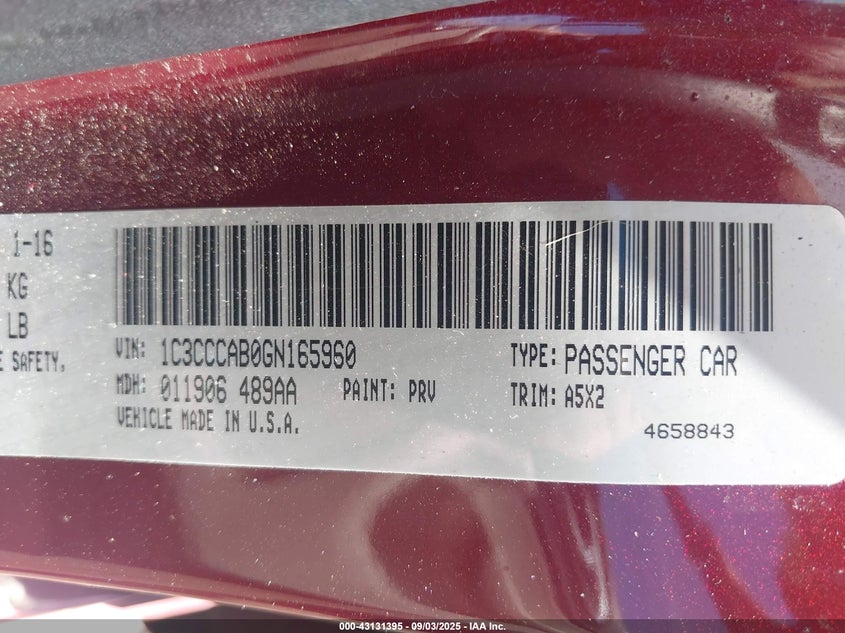 1-16
KG
LB
E SAFETY,
VIN: 1C3CCCAB0GN165960 TYPE: PASSENGER CAR
MDH: 011906 489AA PAINT: PRV TRIM: A5X2
VEHICLE MADE IN U.S.A.
4658843
000-43131395 - 09/03/2025 - IAA Inc.